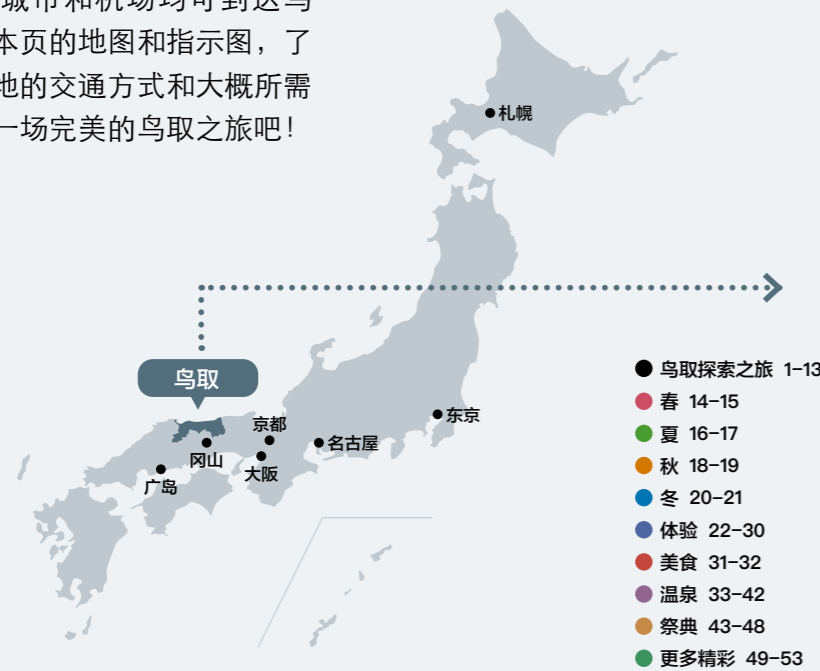 城市和机场均可到达鸟
本页的地图和指示图，了
地的交通方式和大概所需
一场完美的鸟取之旅吧！
札幌
鸟取
东京
京都
名古屋
冈山
大阪
广岛
鸟取探索之旅 1–13
春 14–15
夏 16–17
秋 18–19
冬 20–21
体验 22–30
美食 31–32
温泉 33–42
祭典 43–48
更多精彩 49–53